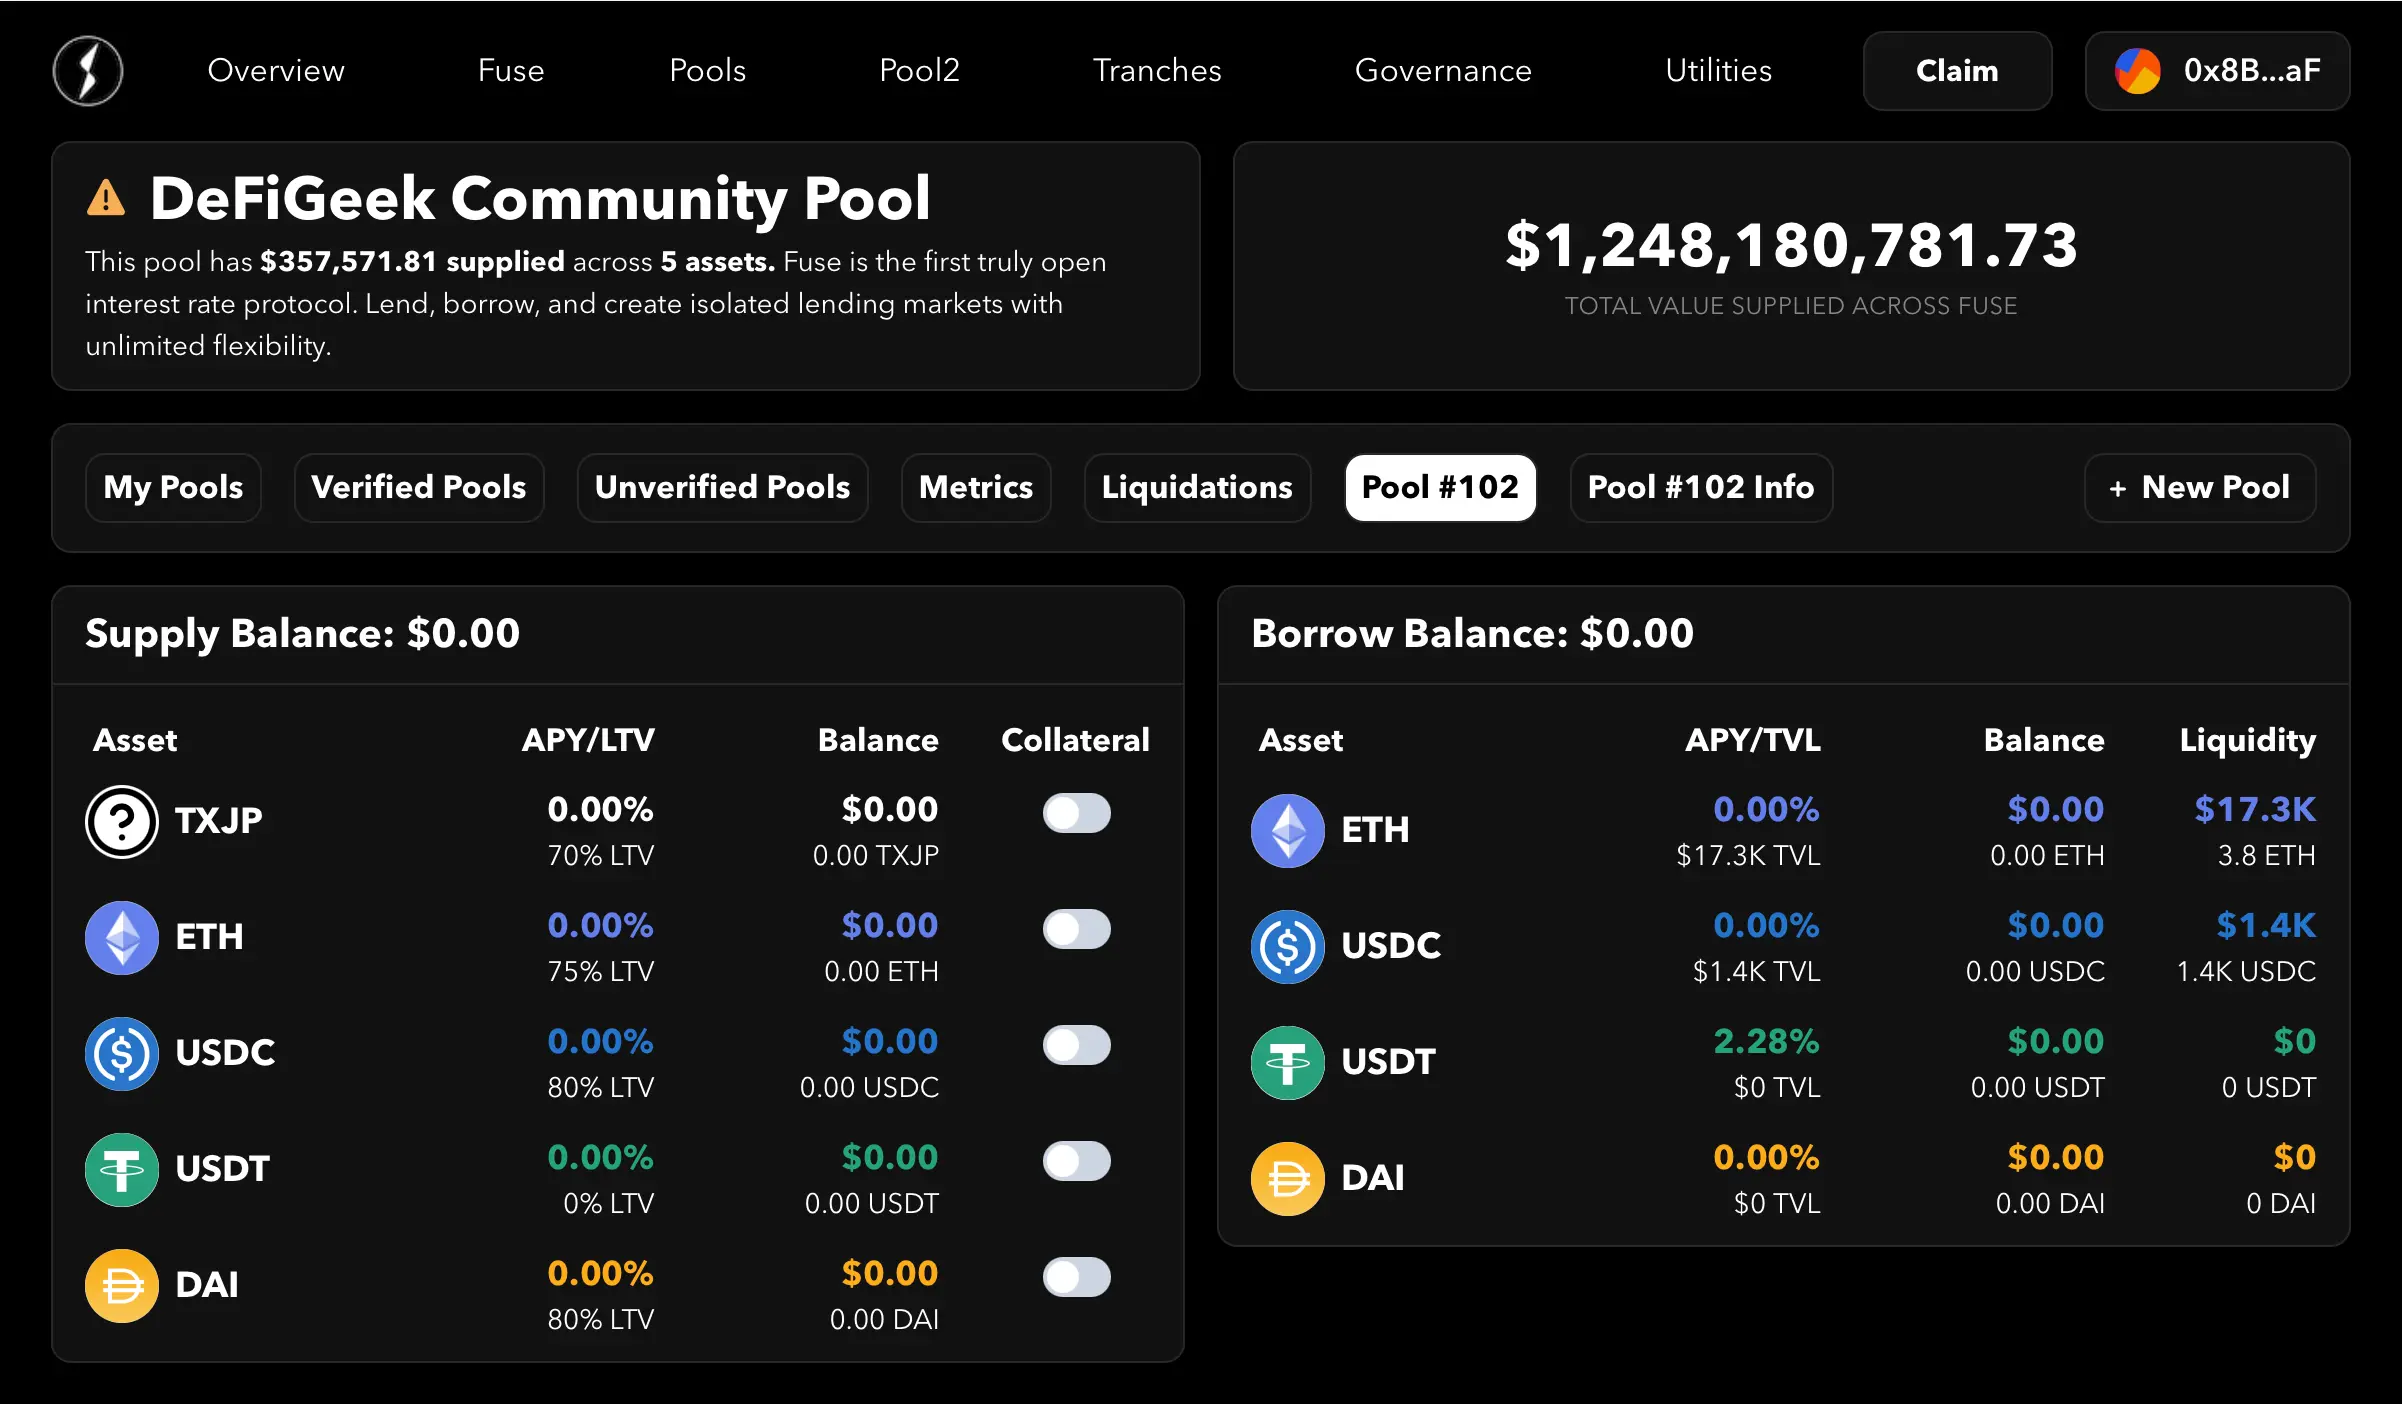 Overview Fuse Pools Pool2 Tranches Governance Utilities Claim 0x8B...aF
DeFiGeek Community Pool
This pool has $357,571.81 supplied across 5 assets. Fuse is the first truly open
interest rate protocol. Lend, borrow, and create isolated lending markets with
unlimited flexibility.
$1,248,180,781.73
TOTAL VALUE SUPPLIED ACROSS FUSE
My Pools Verified Pools Unverified Pools Metrics Liquidations Pool #102 Pool #102 Info + New Pool
Supply Balance: $0.00
Asset APY/LTV Balance Collateral
TXJP 0.00% $0.00
70% LTV 0.00 TXJP
ETH 0.00% $0.00
75% LTV 0.00 ETH
USDC 0.00% $0.00
80% LTV 0.00 USDC
USDT 0.00% $0.00
0% LTV 0.00 USDT
DAI 0.00% $0.00
80% LTV 0.00 DAI
Borrow Balance: $0.00
Asset APY/TVL Balance Liquidity
ETH 0.00% $0.00 $17.3K
$17.3K TVL 0.00 ETH 3.8 ETH
USDC 0.00% $0.00 $1.4K
$1.4K TVL 0.00 USDC 1.4K USDC
USDT 2.28% $0.00 $0
$0 TVL 0.00 USDT 0 USDT
DAI 0.00% $0.00 $0
$0 TVL 0.00 DAI 0 DAI